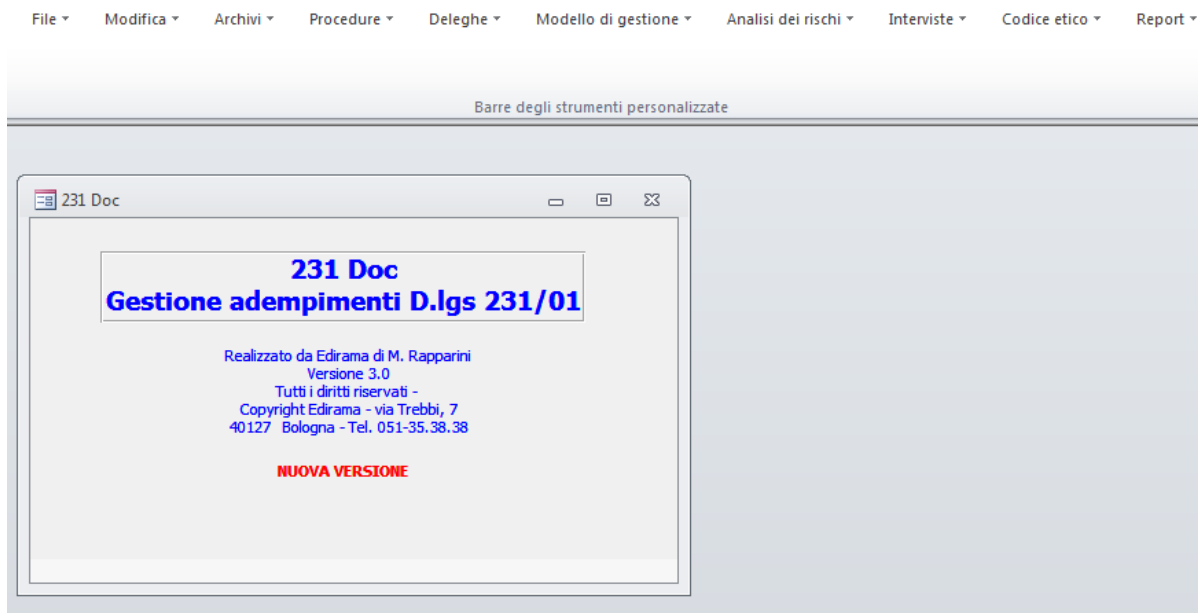 File Modifica Archivi Procedure Deleghe Modello di gestione Analisi dei rischi Interviste Codice etico Report
Barre degli strumenti personalizzate
231 Doc
231 Doc
Gestione adempimenti D.lgs 231/01
Realizzato da Edirama di M. Rapparini
Versione 3.0
Tutti i diritti riservati -
Copyright Edirama - via Trebbi, 7
40127 Bologna - Tel. 051-35.38.38
NUOVA VERSIONE